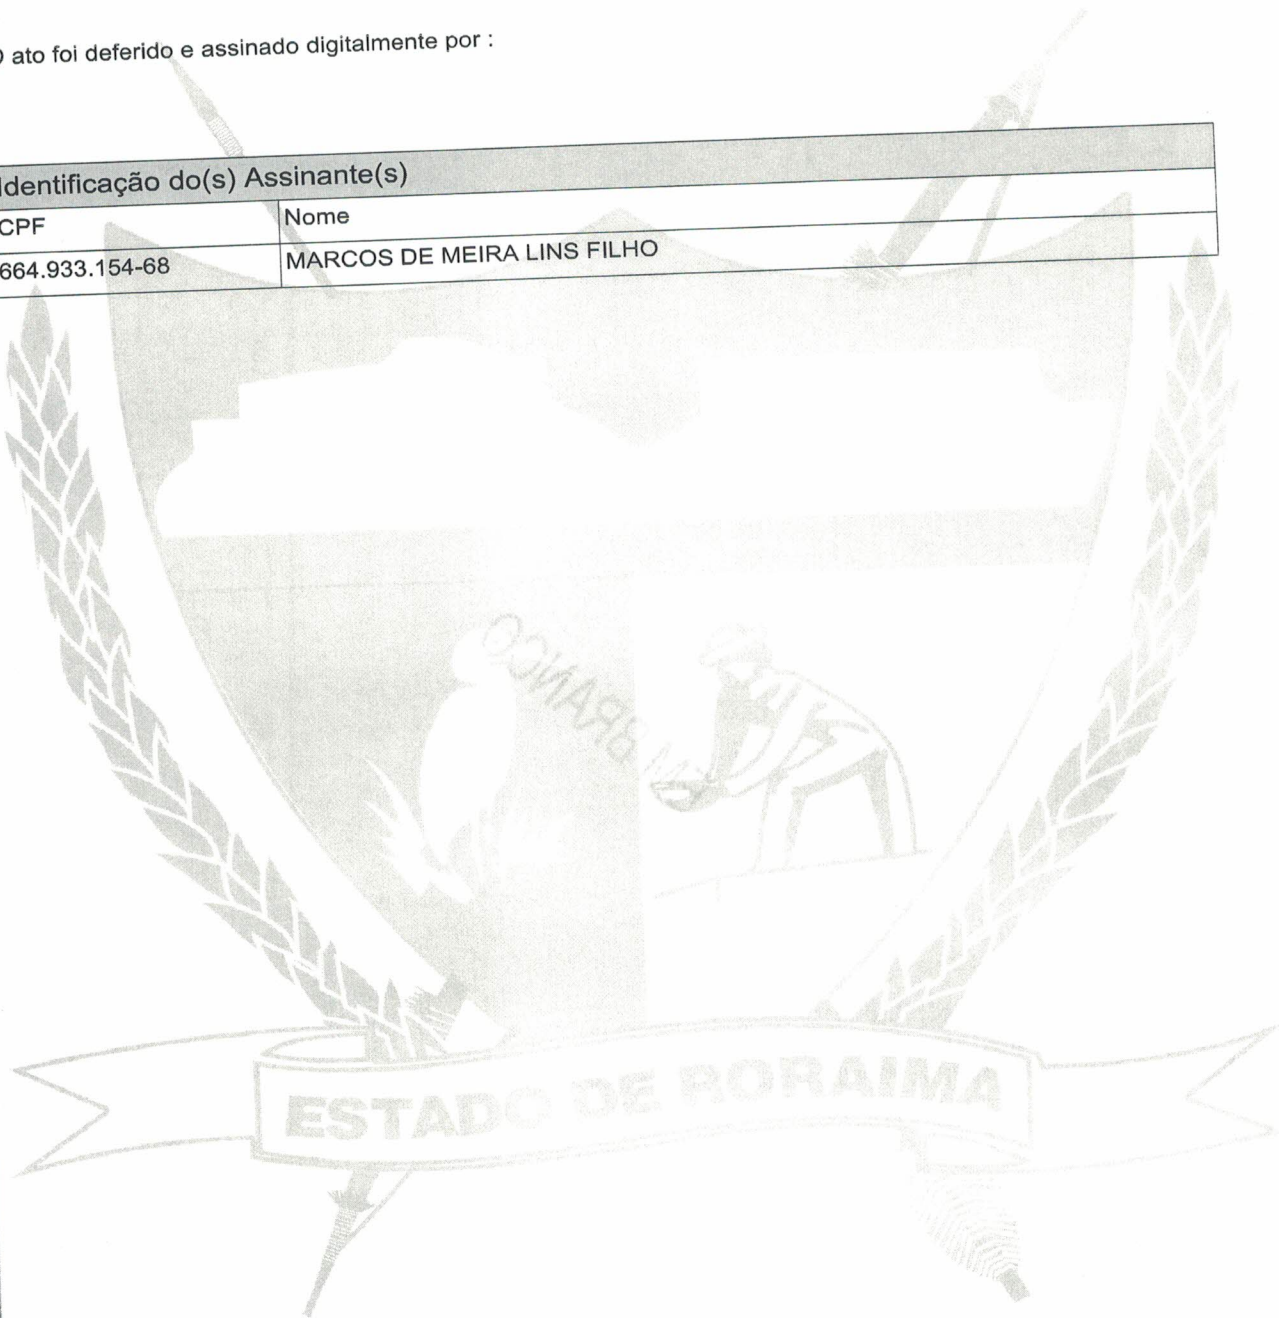 O ato foi deferido e assinado digitalmente por :
Identificação do(s) Assinante(s)
CPF Nome
664.933.154-68 MARCOS DE MEIRA LINS FILHO
BRANCO
ESTADO DE RORAIMA